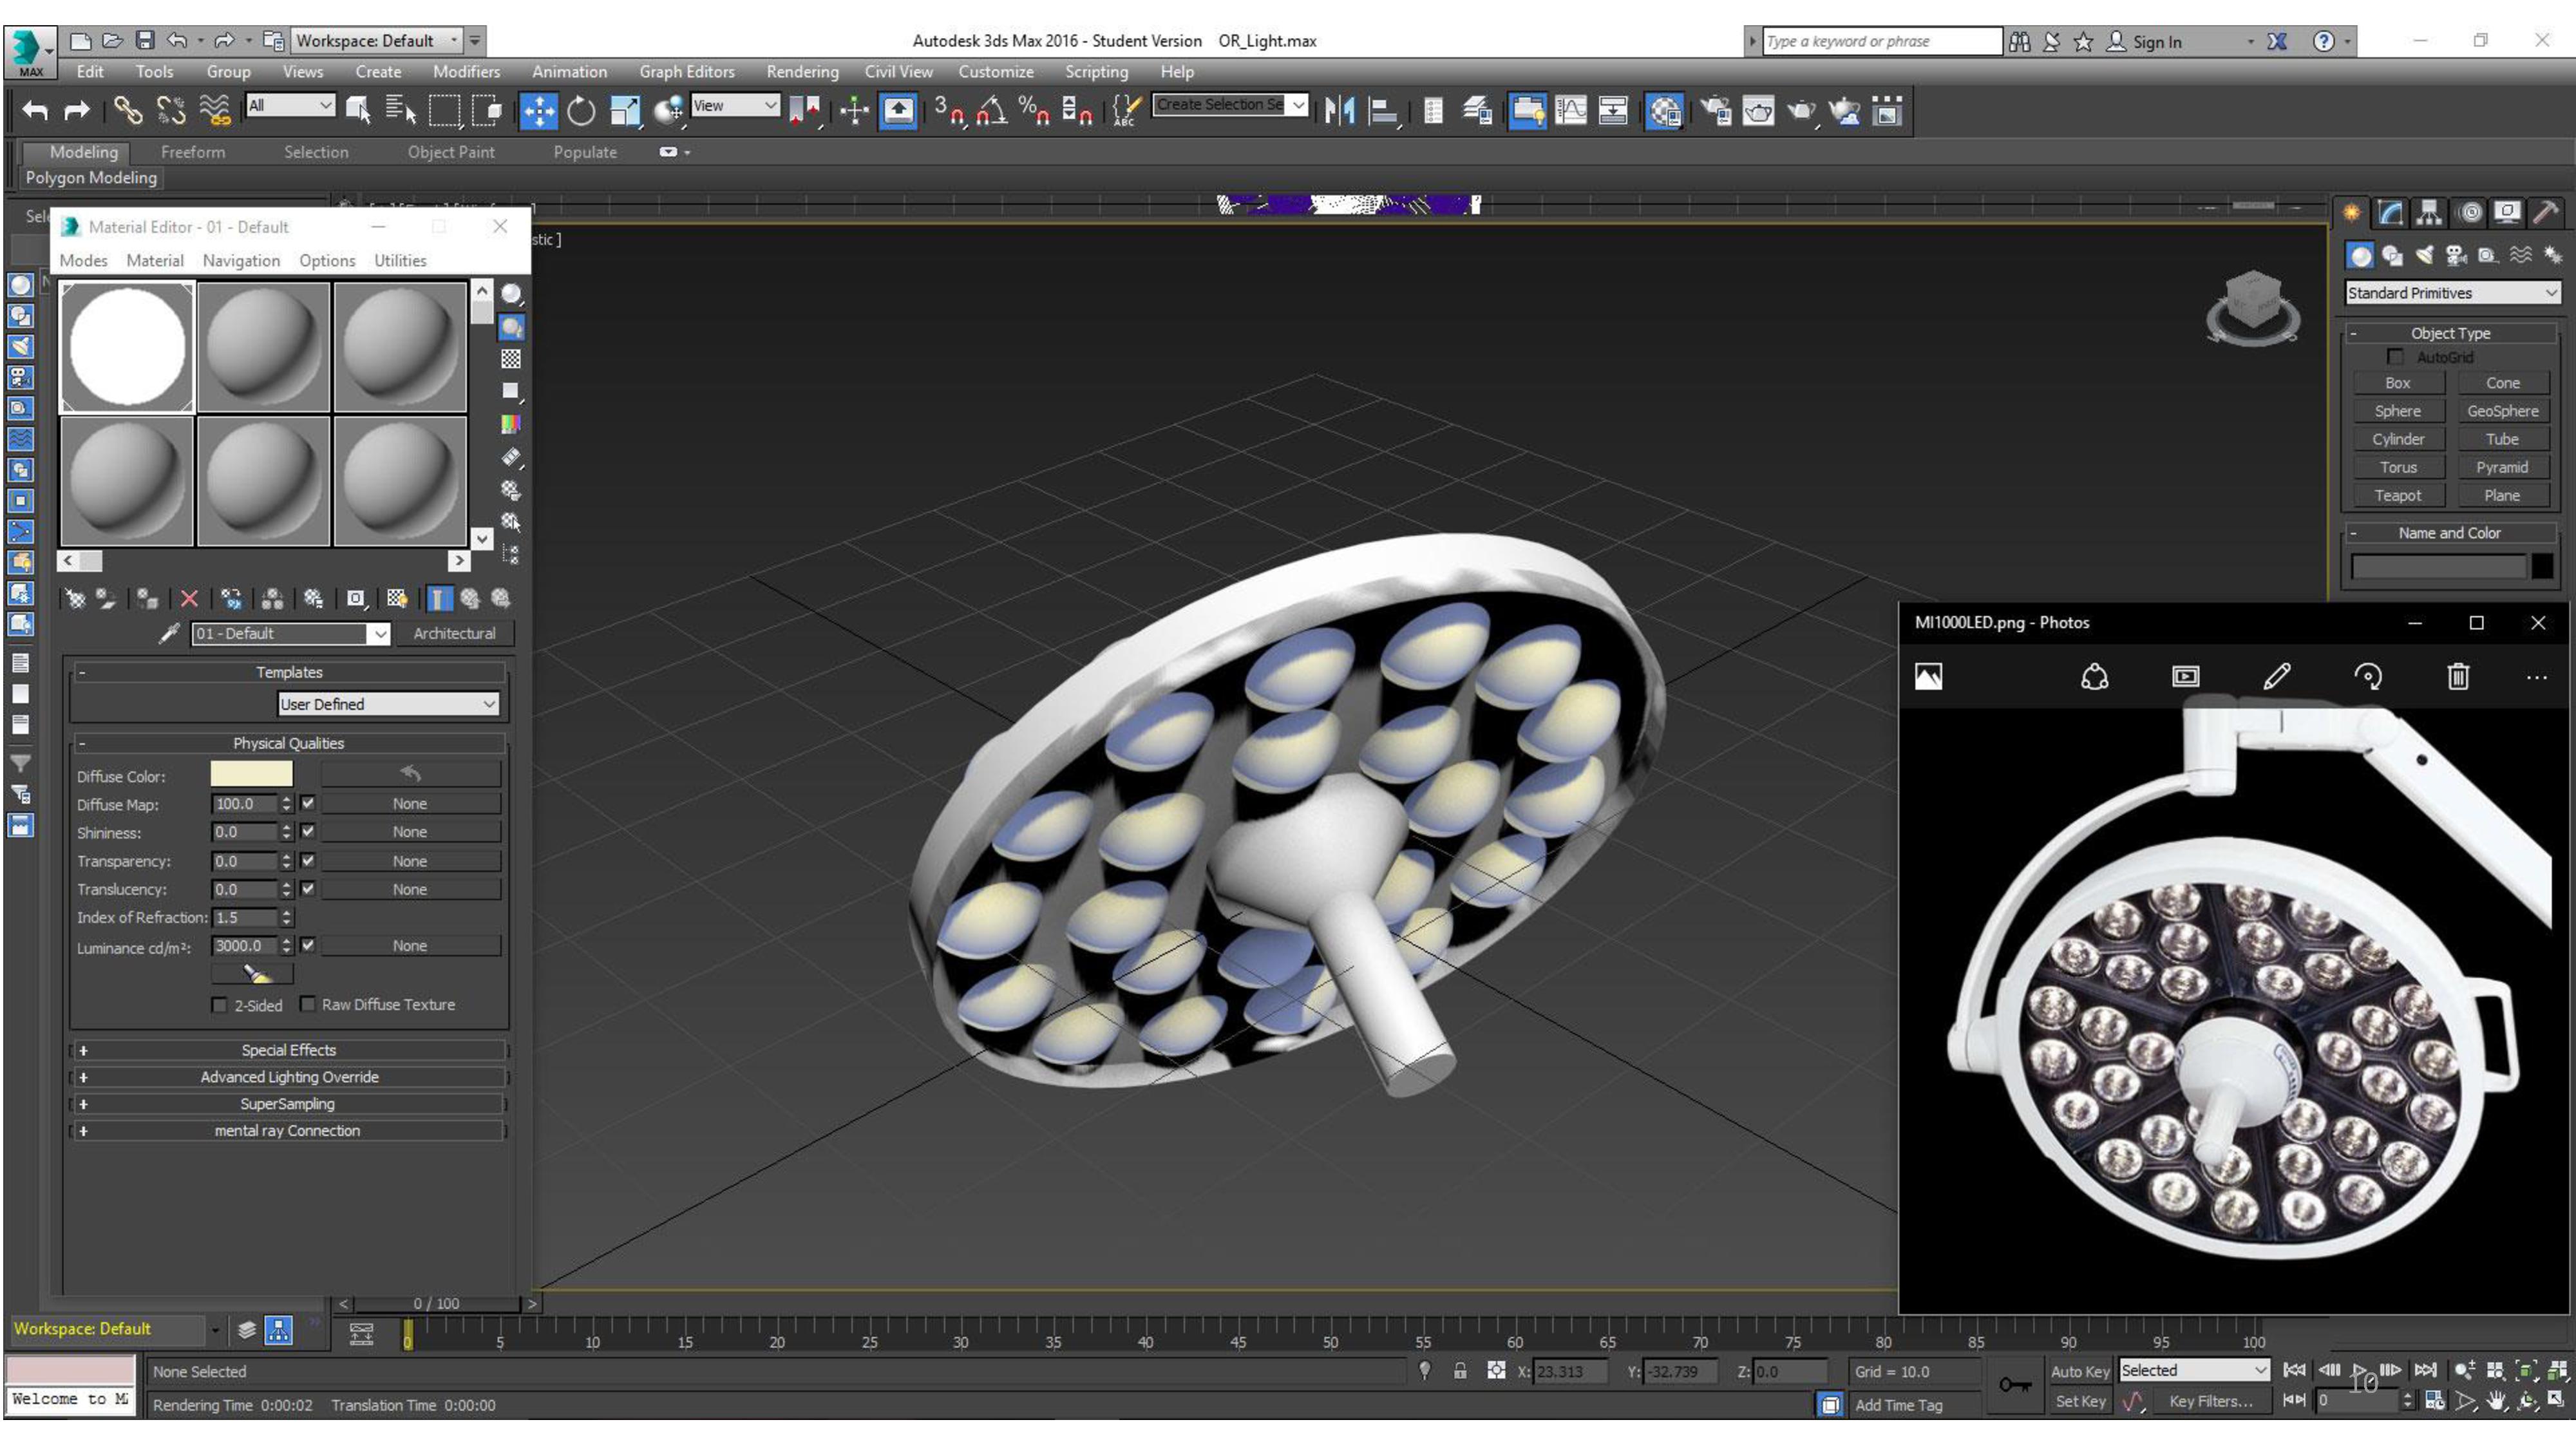 Workspace: Default
Autodesk 3ds Max 2016 - Student Version OR_Light.max
Type a keyword or phrase
Sign In
MAX
Edit Tools Group Views Create Modifiers Animation Graph Editors Rendering Civil View Customize Scripting Help
All
View
3
%
ABC
Create Selection Se
Modeling Freeform Selection Object Paint Populate
Polygon Modeling
Sele
Material Editor - 01 - Default
stic ]
Modes Material Navigation Options Utilities
Standard Primitives
- Object Type
AutoGrid
Box Cone
Sphere GeoSphere
Cylinder Tube
Torus Pyramid
Teapot Plane
- Name and Color
01 - Default Architectural
- Templates
User Defined
- Physical Qualities
Diffuse Color:
Diffuse Map: 100.0 None
Shininess: 0.0 None
Transparency: 0.0 None
Translucency: 0.0 None
Index of Refraction: 1.5
Luminance cd/m²: 3000.0 None
2-Sided Raw Diffuse Texture
+ Special Effects
+ Advanced Lighting Override
+ SuperSampling
+ mental ray Connection
MI1000LED.png - Photos
< 0 / 100 >
Workspace: Default
0 5 10 15 20 25 30 35 40 45 50 55 60 65 70 75 80 85 90 95 100
None Selected
X: 23.313 Y: -32.739 Z: 0.0 Grid = 10.0
Auto Key Selected
10
Welcome to M
Rendering Time 0:00:02 Translation Time 0:00:00
Add Time Tag
Set Key Key Filters... 0